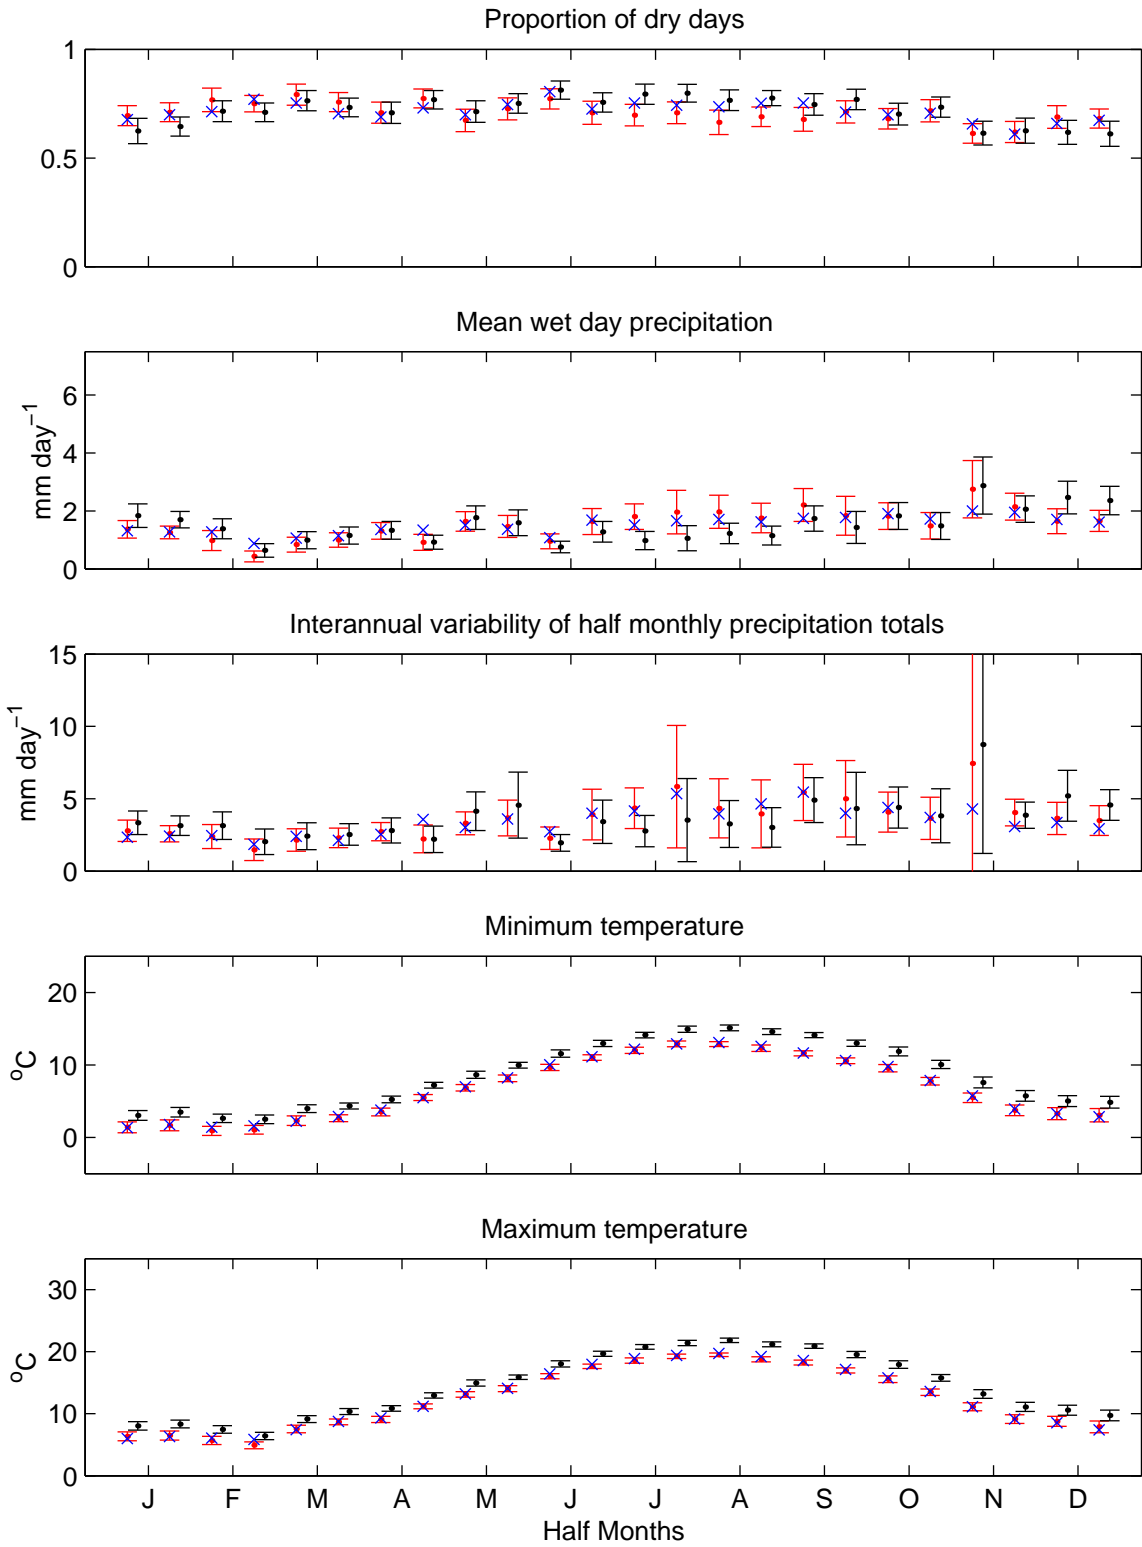 Proportion of dry days
1
0.5
0
Mean wet day precipitation
mm day⁻¹
6
4
2
0
Interannual variability of half monthly precipitation totals
mm day⁻¹
15
10
5
0
Minimum temperature
ºC
20
10
0
Maximum temperature
ºC
30
20
10
0
J F M A M J J A S O N D
Half Months